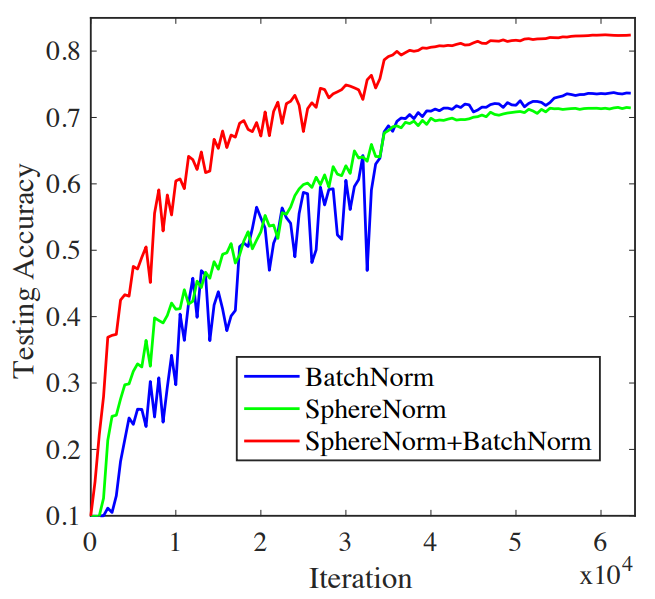 0.8
0.7
0.6
0.5
0.4
0.3
0.2
0.1
Testing Accuracy
BatchNorm
SphereNorm
SphereNorm+BatchNorm
0 1 2 3 4 5 6
x10^4
Iteration